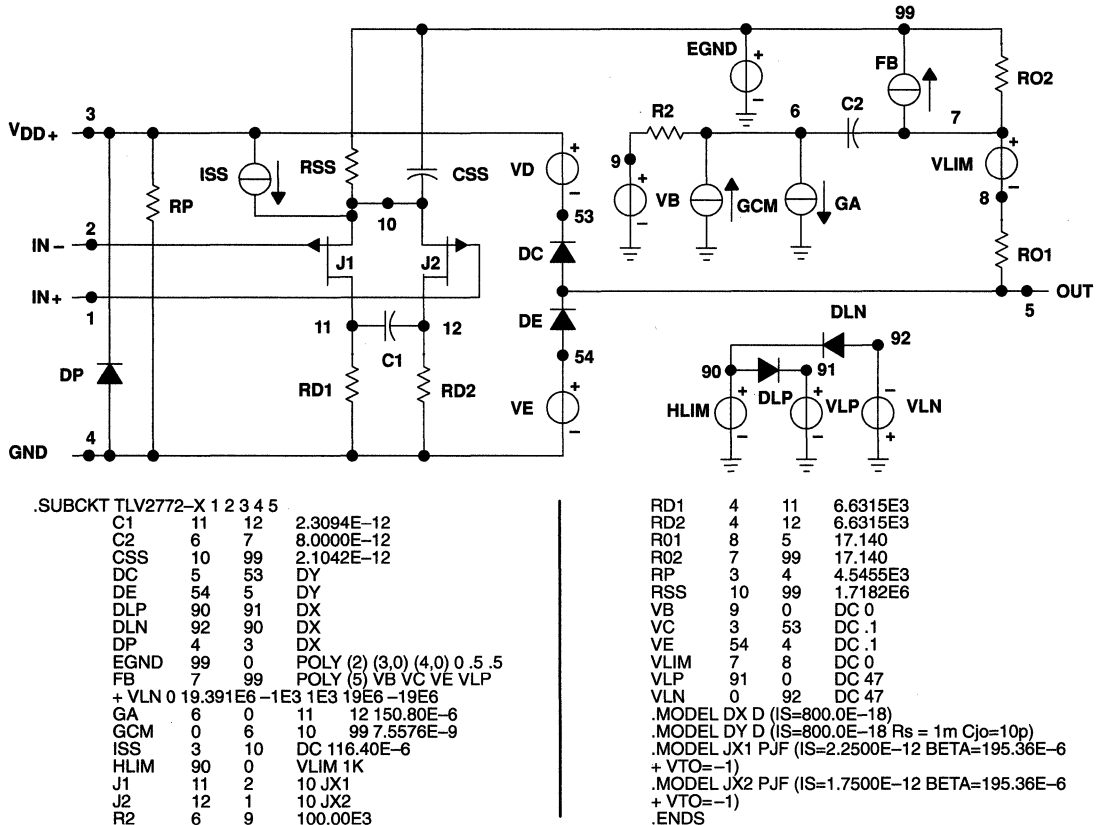 99
EGND
+
FB
RO2
3
R2
6
C2
7
VDD+
+
RSS
VD
CSS
ISS
9
+
VLIM
RP
VB
GCM
GA
8
2
10
53
IN−
J1
J2
DC
RO1
IN+
OUT
1
5
DE
DLN
11
12
C1
54
92
DP
90
91
RD1
RD2
VE
HLIM
DLP
VLP
VLN
GND
4
.SUBCKT TLV2772–X 1 2 3 4 5
C1 11 12 2.3094E–12
C2 6 7 8.0000E–12
CSS 10 99 2.1042E–12
DC 5 53 DY
DE 54 5 DY
DLP 90 91 DX
DLN 92 90 DX
DP 4 3 DX
EGND 99 0 POLY (2) (3,0) (4,0) 0 .5 .5
FB 7 99 POLY (5) VB VC VE VLP
+ VLN 0 19.391E6 –1E3 1E3 19E6 –19E6
GA 6 0 11 12 150.80E–6
GCM 0 6 10 99 7.5576E–9
ISS 3 10 DC 116.40E–6
HLIM 90 0 VLIM 1K
J1 11 2 10 JX1
J2 12 1 10 JX2
R2 6 9 100.00E3
RD1 4 11 6.6315E3
RD2 4 12 6.6315E3
R01 8 5 17.140
R02 7 99 17.140
RP 3 4 4.5455E3
RSS 10 99 1.7182E6
VB 9 0 DC 0
VC 3 53 DC .1
VE 54 4 DC .1
VLIM 7 8 DC 0
VLP 91 0 DC 47
VLN 0 92 DC 47
.MODEL DX D (IS=800.0E–18)
.MODEL DY D (IS=800.0E–18 Rs = 1m Cjo=10p)
.MODEL JX1 PJF (IS=2.2500E–12 BETA=195.36E–6
+ VTO=–1)
.MODEL JX2 PJF (IS=1.7500E–12 BETA=195.36E–6
+ VTO=–1)
.ENDS